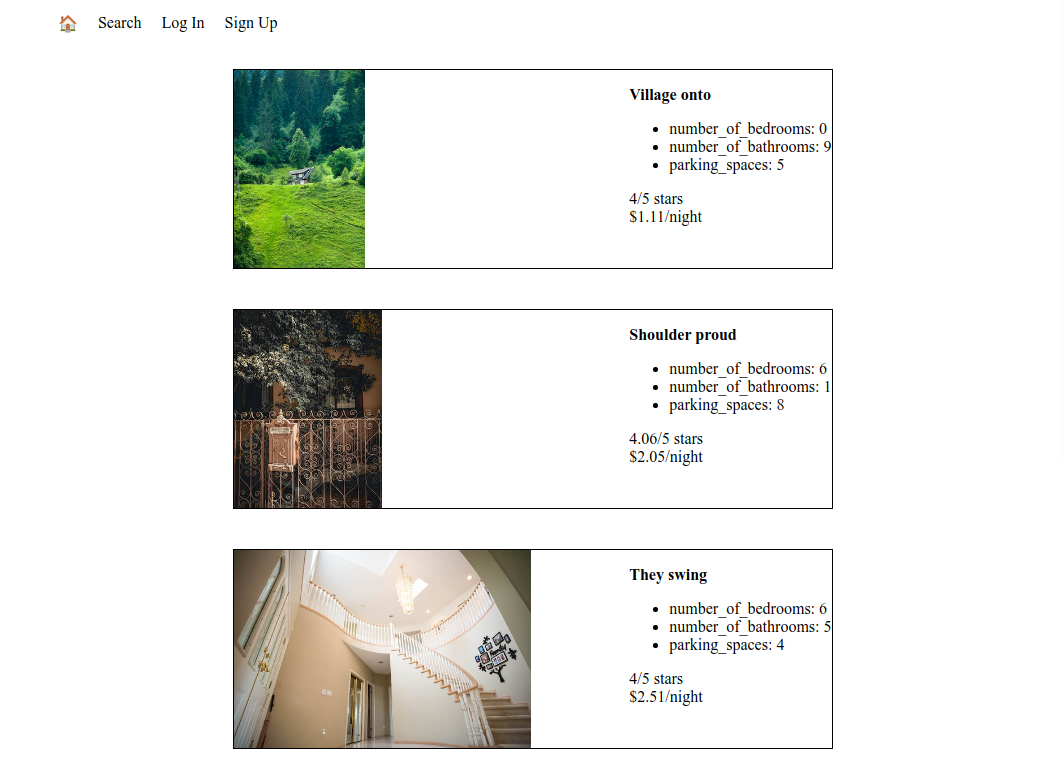 🏠 Search Log In Sign Up
Village onto
• number_of_bedrooms: 0
• number_of_bathrooms: 9
• parking_spaces: 5
4/5 stars
$1.11/night
Shoulder proud
• number_of_bedrooms: 6
• number_of_bathrooms: 1
• parking_spaces: 8
4.06/5 stars
$2.05/night
They swing
• number_of_bedrooms: 6
• number_of_bathrooms: 5
• parking_spaces: 4
4/5 stars
$2.51/night